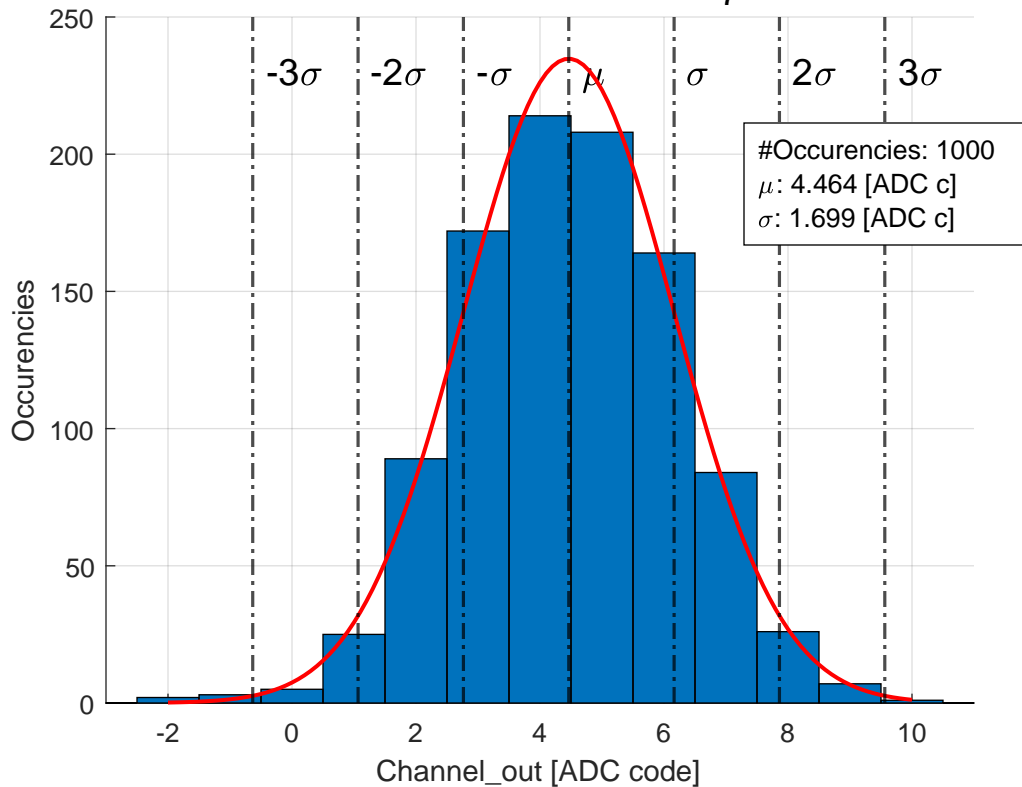 250
200
150
100
50
0
-3σ -2σ -σ μ σ 2σ 3σ
#Occurencies: 1000
μ: 4.464 [ADC c]
σ: 1.699 [ADC c]
Occurencies
-2 0 2 4 6 8 10
Channel_out [ADC code]